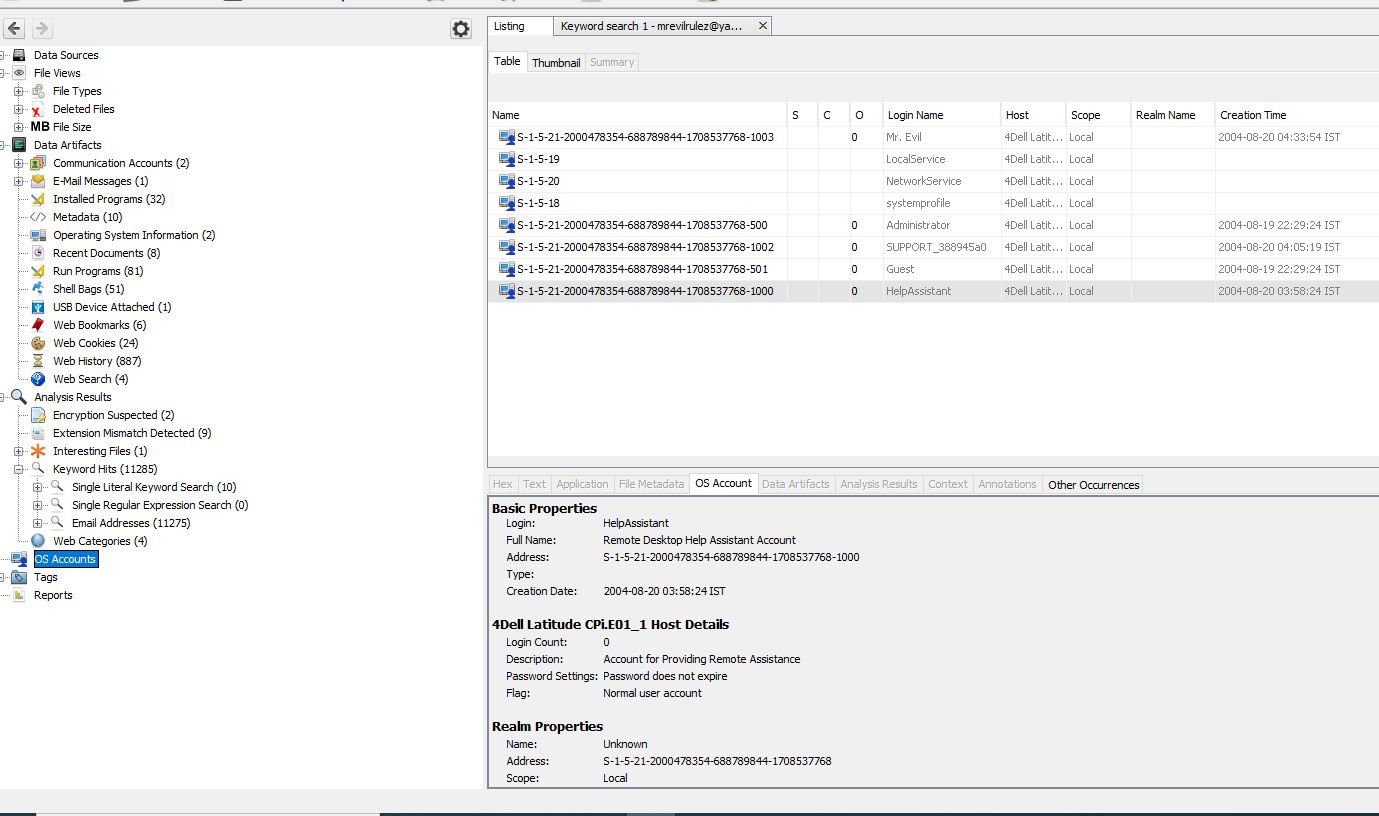 Listing Keyword search 1 - mrevilrulez@ya...
Data Sources
File Views
File Types
Deleted Files
MB File Size
Data Artifacts
Communication Accounts (2)
E-Mail Messages (1)
Installed Programs (32)
Metadata (10)
Operating System Information (2)
Recent Documents (8)
Run Programs (81)
Shell Bags (51)
USB Device Attached (1)
Web Bookmarks (6)
Web Cookies (24)
Web History (887)
Web Search (4)
Analysis Results
Encryption Suspected (2)
Extension Mismatch Detected (9)
Interesting Files (1)
Keyword Hits (11285)
Single Literal Keyword Search (10)
Single Regular Expression Search (0)
Email Addresses (11275)
Web Categories (4)
OS Accounts
Tags
Reports
Table Thumbnail Summary
Name S C O Login Name Host Scope Realm Name Creation Time
S-1-5-21-2000478354-688789844-1708537768-1003 0 Mr. Evil 4Dell Latit... Local 2004-08-20 04:33:54 IST
S-1-5-19 LocalService 4Dell Latit... Local
S-1-5-20 NetworkService 4Dell Latit... Local
S-1-5-18 systemprofile 4Dell Latit... Local
S-1-5-21-2000478354-688789844-1708537768-500 0 Administrator 4Dell Latit... Local 2004-08-19 22:29:24 IST
S-1-5-21-2000478354-688789844-1708537768-1002 0 SUPPORT_388945a0 4Dell Latit... Local 2004-08-20 04:05:19 IST
S-1-5-21-2000478354-688789844-1708537768-501 0 Guest 4Dell Latit... Local 2004-08-19 22:29:24 IST
S-1-5-21-2000478354-688789844-1708537768-1000 0 HelpAssistant 4Dell Latit... Local 2004-08-20 03:58:24 IST
Hex Text Application File Metadata OS Account Data Artifacts Analysis Results Context Annotations Other Occurrences
Basic Properties
Login: HelpAssistant
Full Name: Remote Desktop Help Assistant Account
Address: S-1-5-21-2000478354-688789844-1708537768-1000
Type:
Creation Date: 2004-08-20 03:58:24 IST
4Dell Latitude CPi.E01_1 Host Details
Login Count: 0
Description: Account for Providing Remote Assistance
Password Settings: Password does not expire
Flag: Normal user account
Realm Properties
Name: Unknown
Address: S-1-5-21-2000478354-688789844-1708537768
Scope: Local